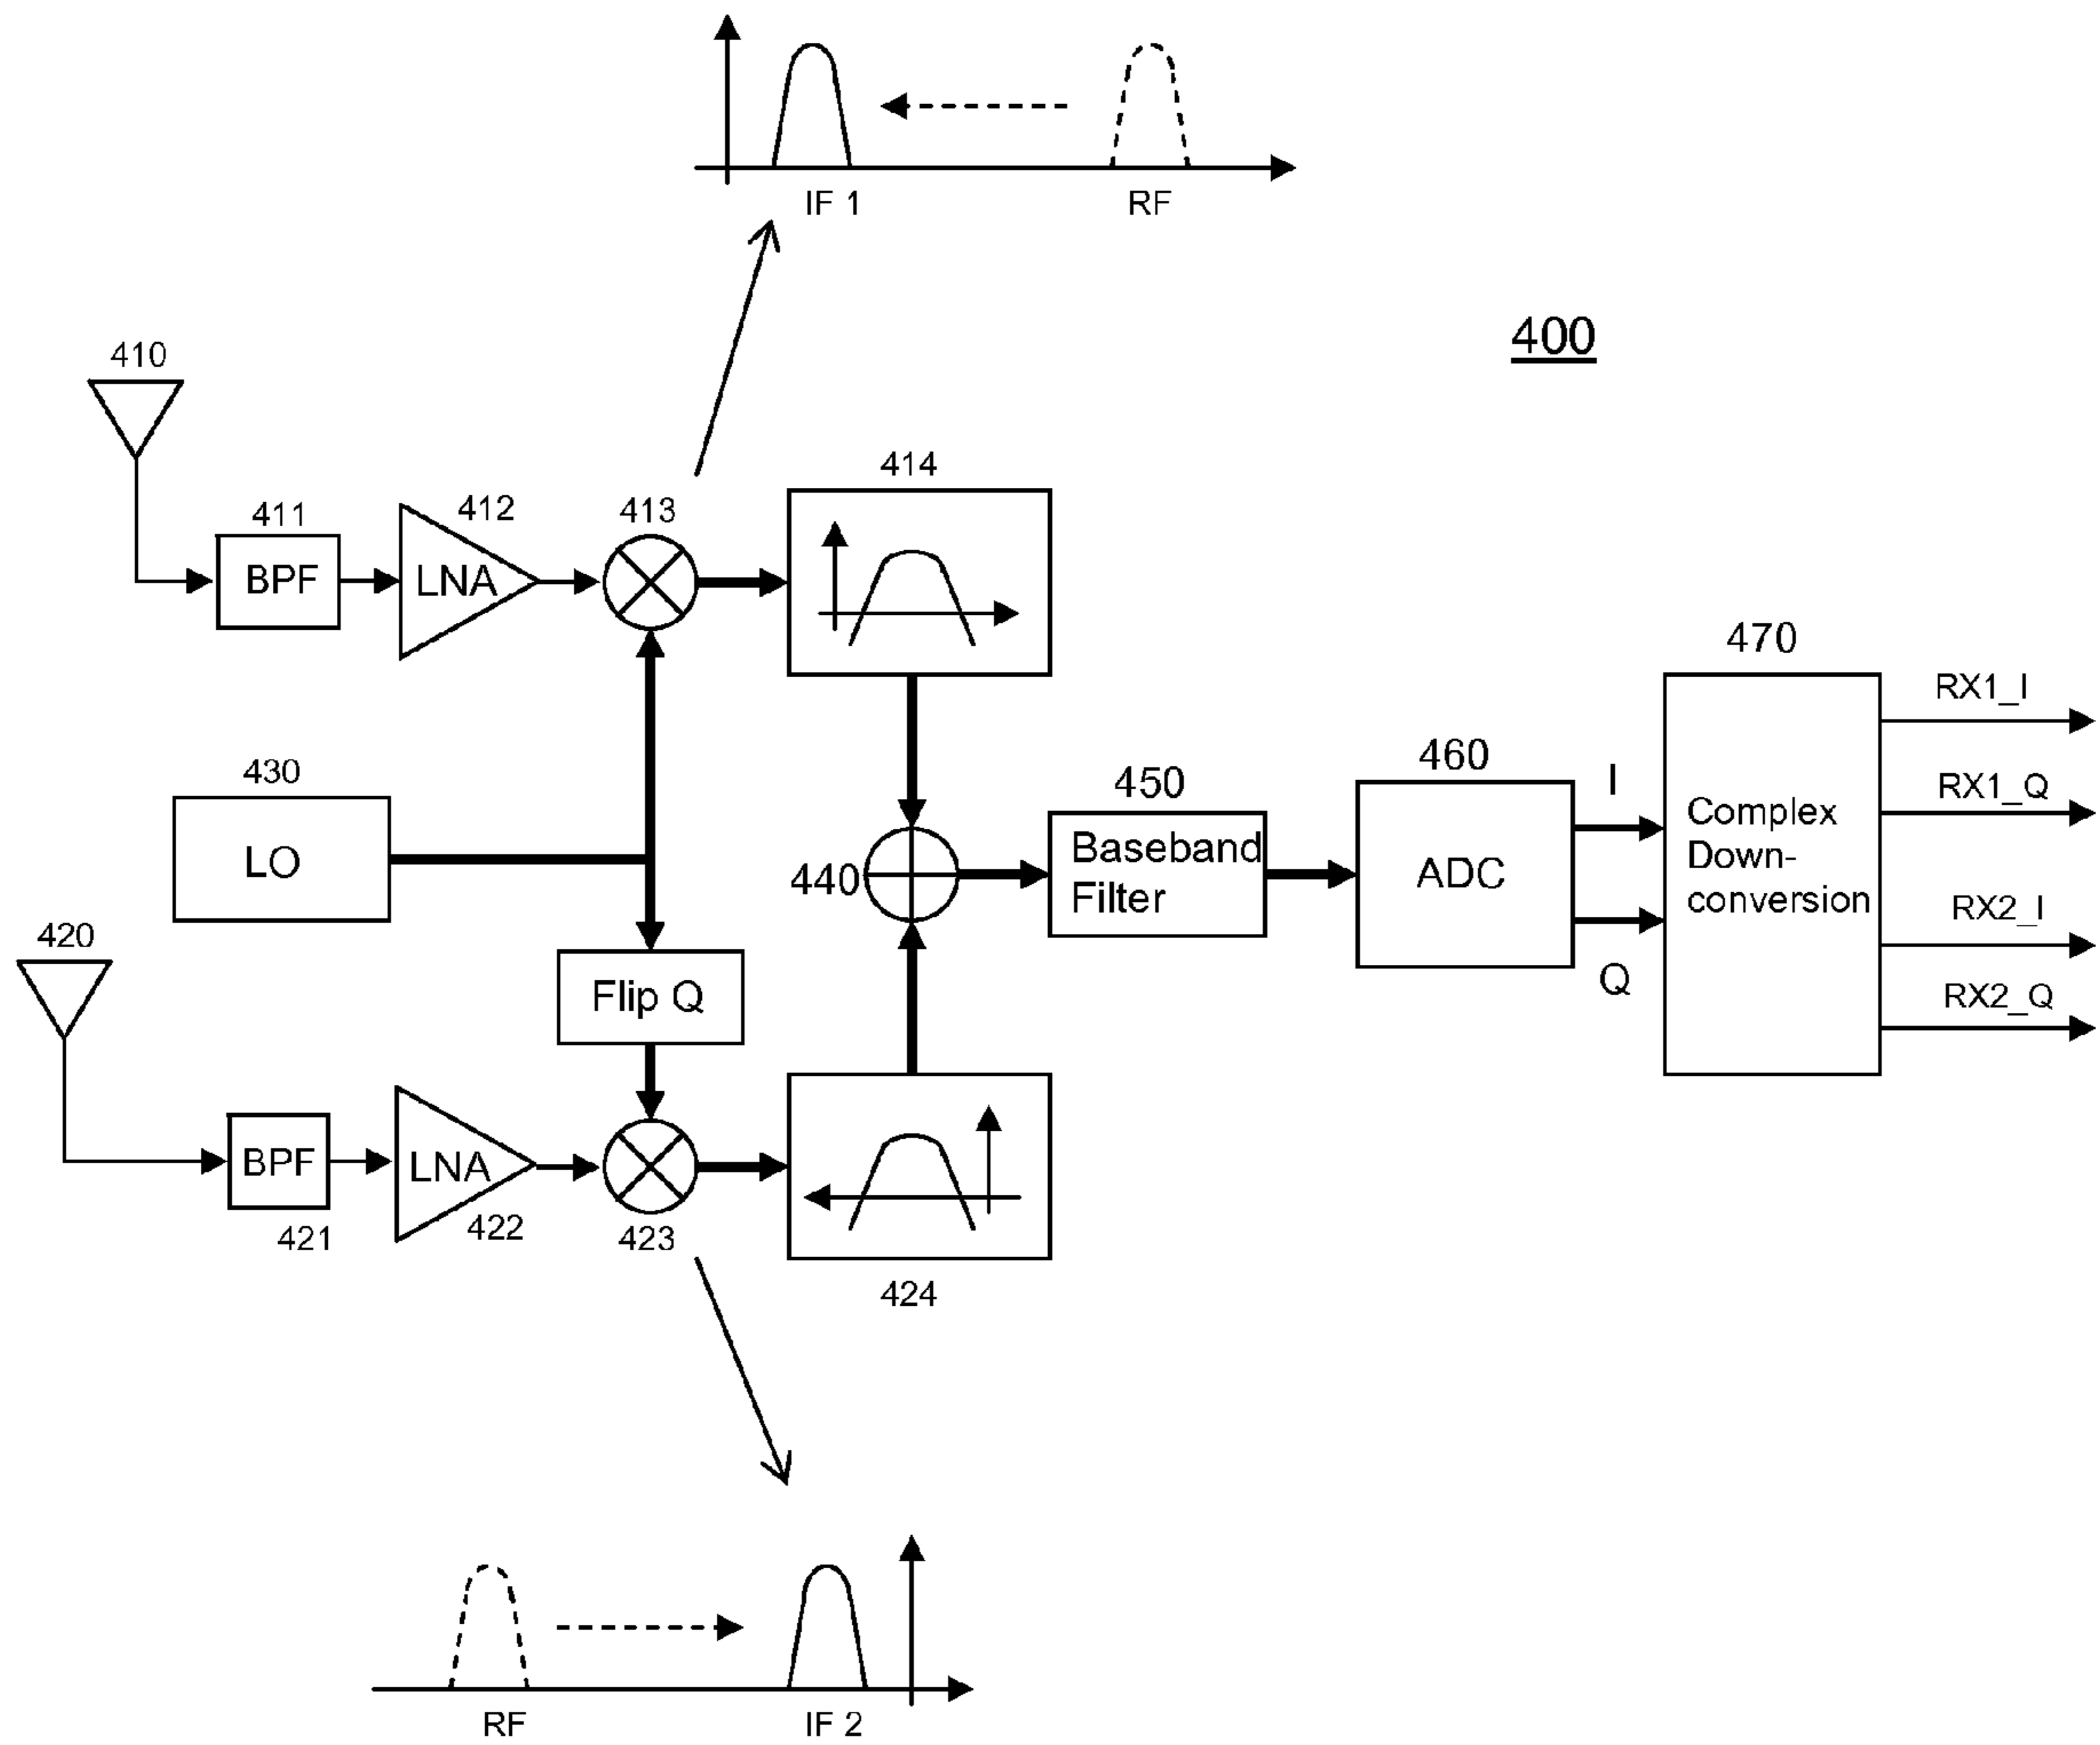 IF 1
RF
400
410
411
412
413
414
BPF
LNA
470
RX1_I
430
450
460
I
RX1_Q
LO
440
Baseband
Filter
ADC
Complex
Down-
conversion
420
Flip Q
Q
RX2_I
RX2_Q
BPF
LNA
421
422
423
424
RF
IF 2